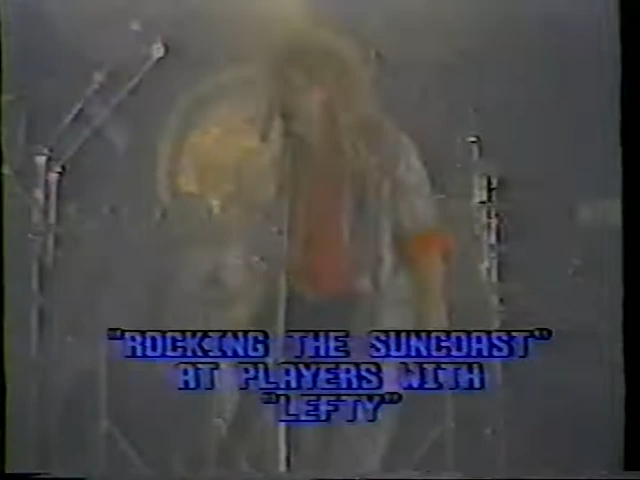 "ROCKING THE SUNCOAST"
AT PLAYERS WITH
"LEFTY"